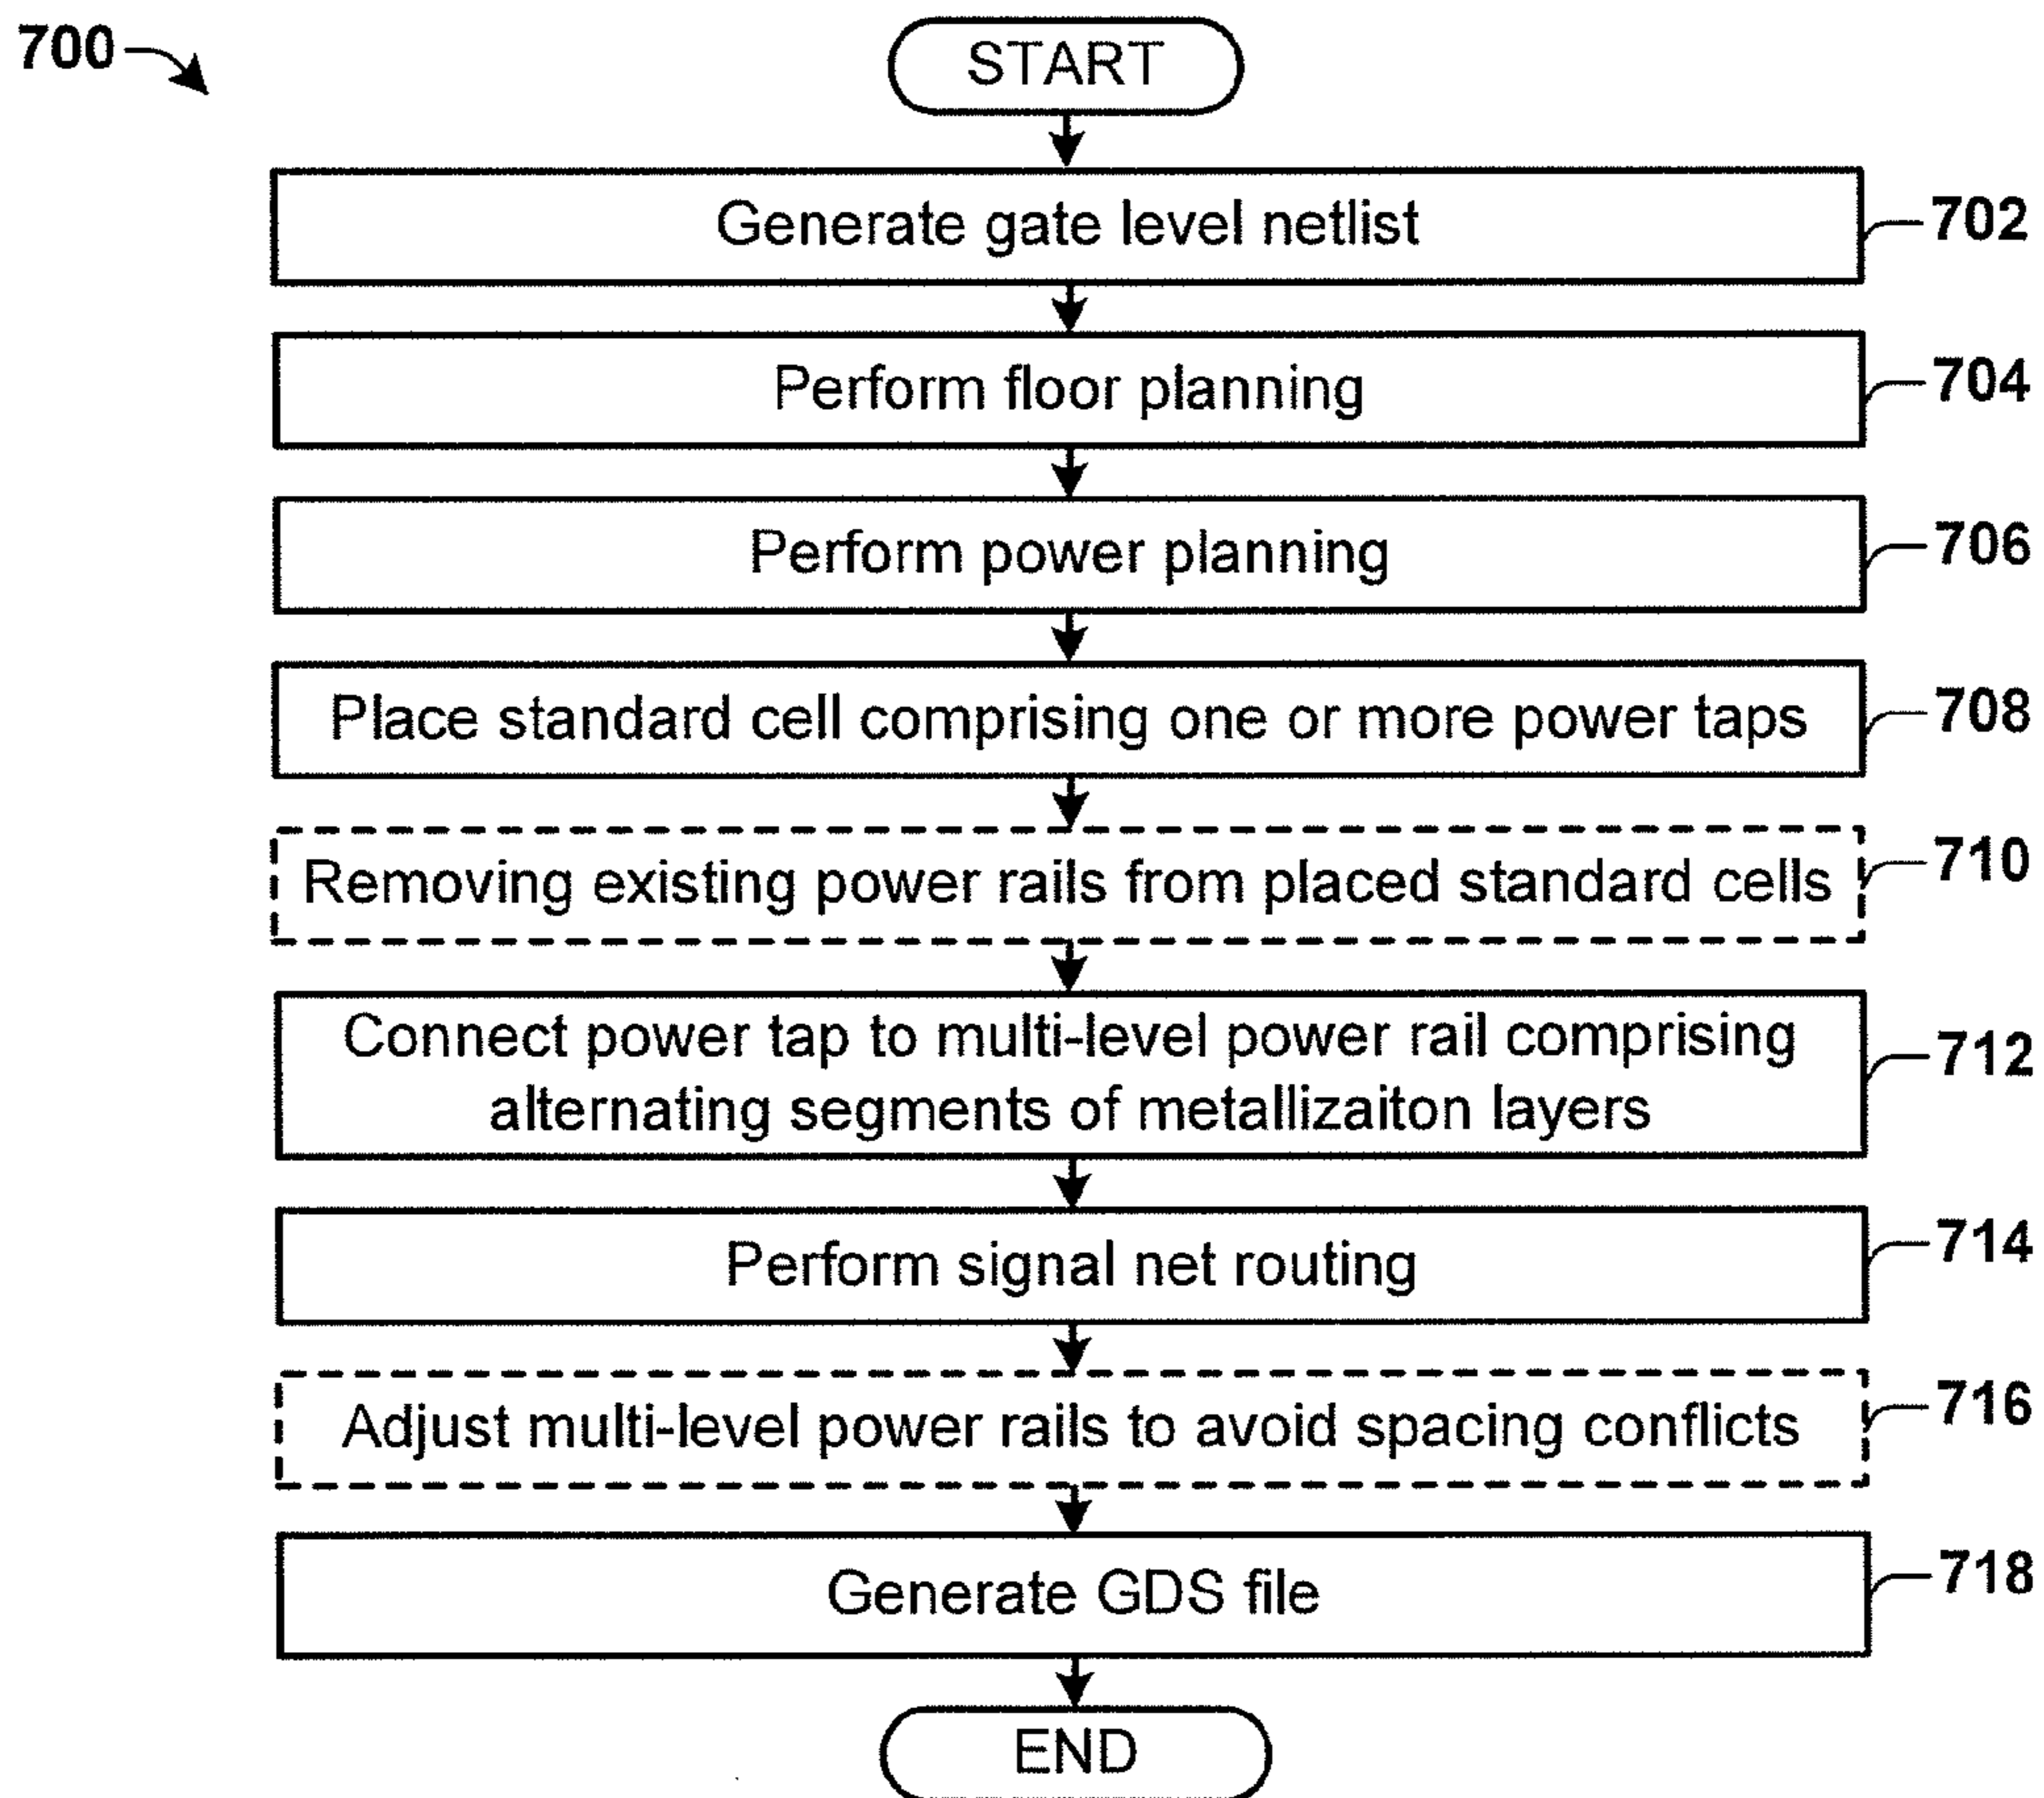 700
START
Generate gate level netlist
702
Perform floor planning
704
Perform power planning
706
Place standard cell comprising one or more power taps
708
Removing existing power rails from placed standard cells
710
Connect power tap to multi-level power rail comprising
alternating segments of metallizaiton layers
712
Perform signal net routing
714
Adjust multi-level power rails to avoid spacing conflicts
716
Generate GDS file
718
END